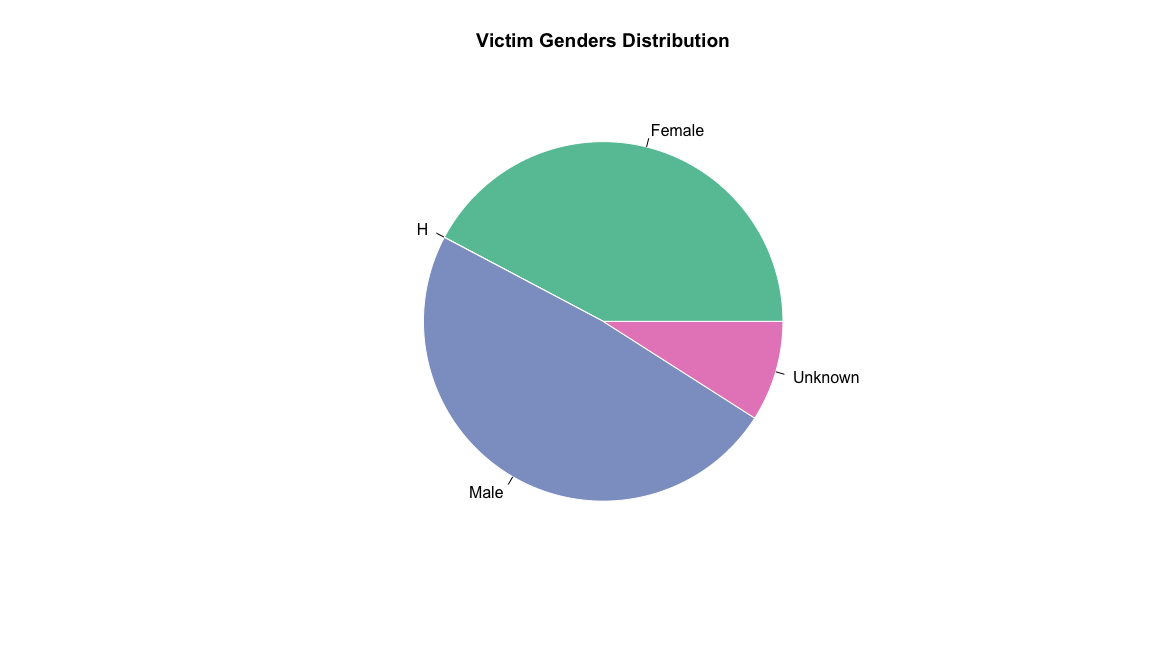 Victim Genders Distribution
Female
H
Unknown
Male